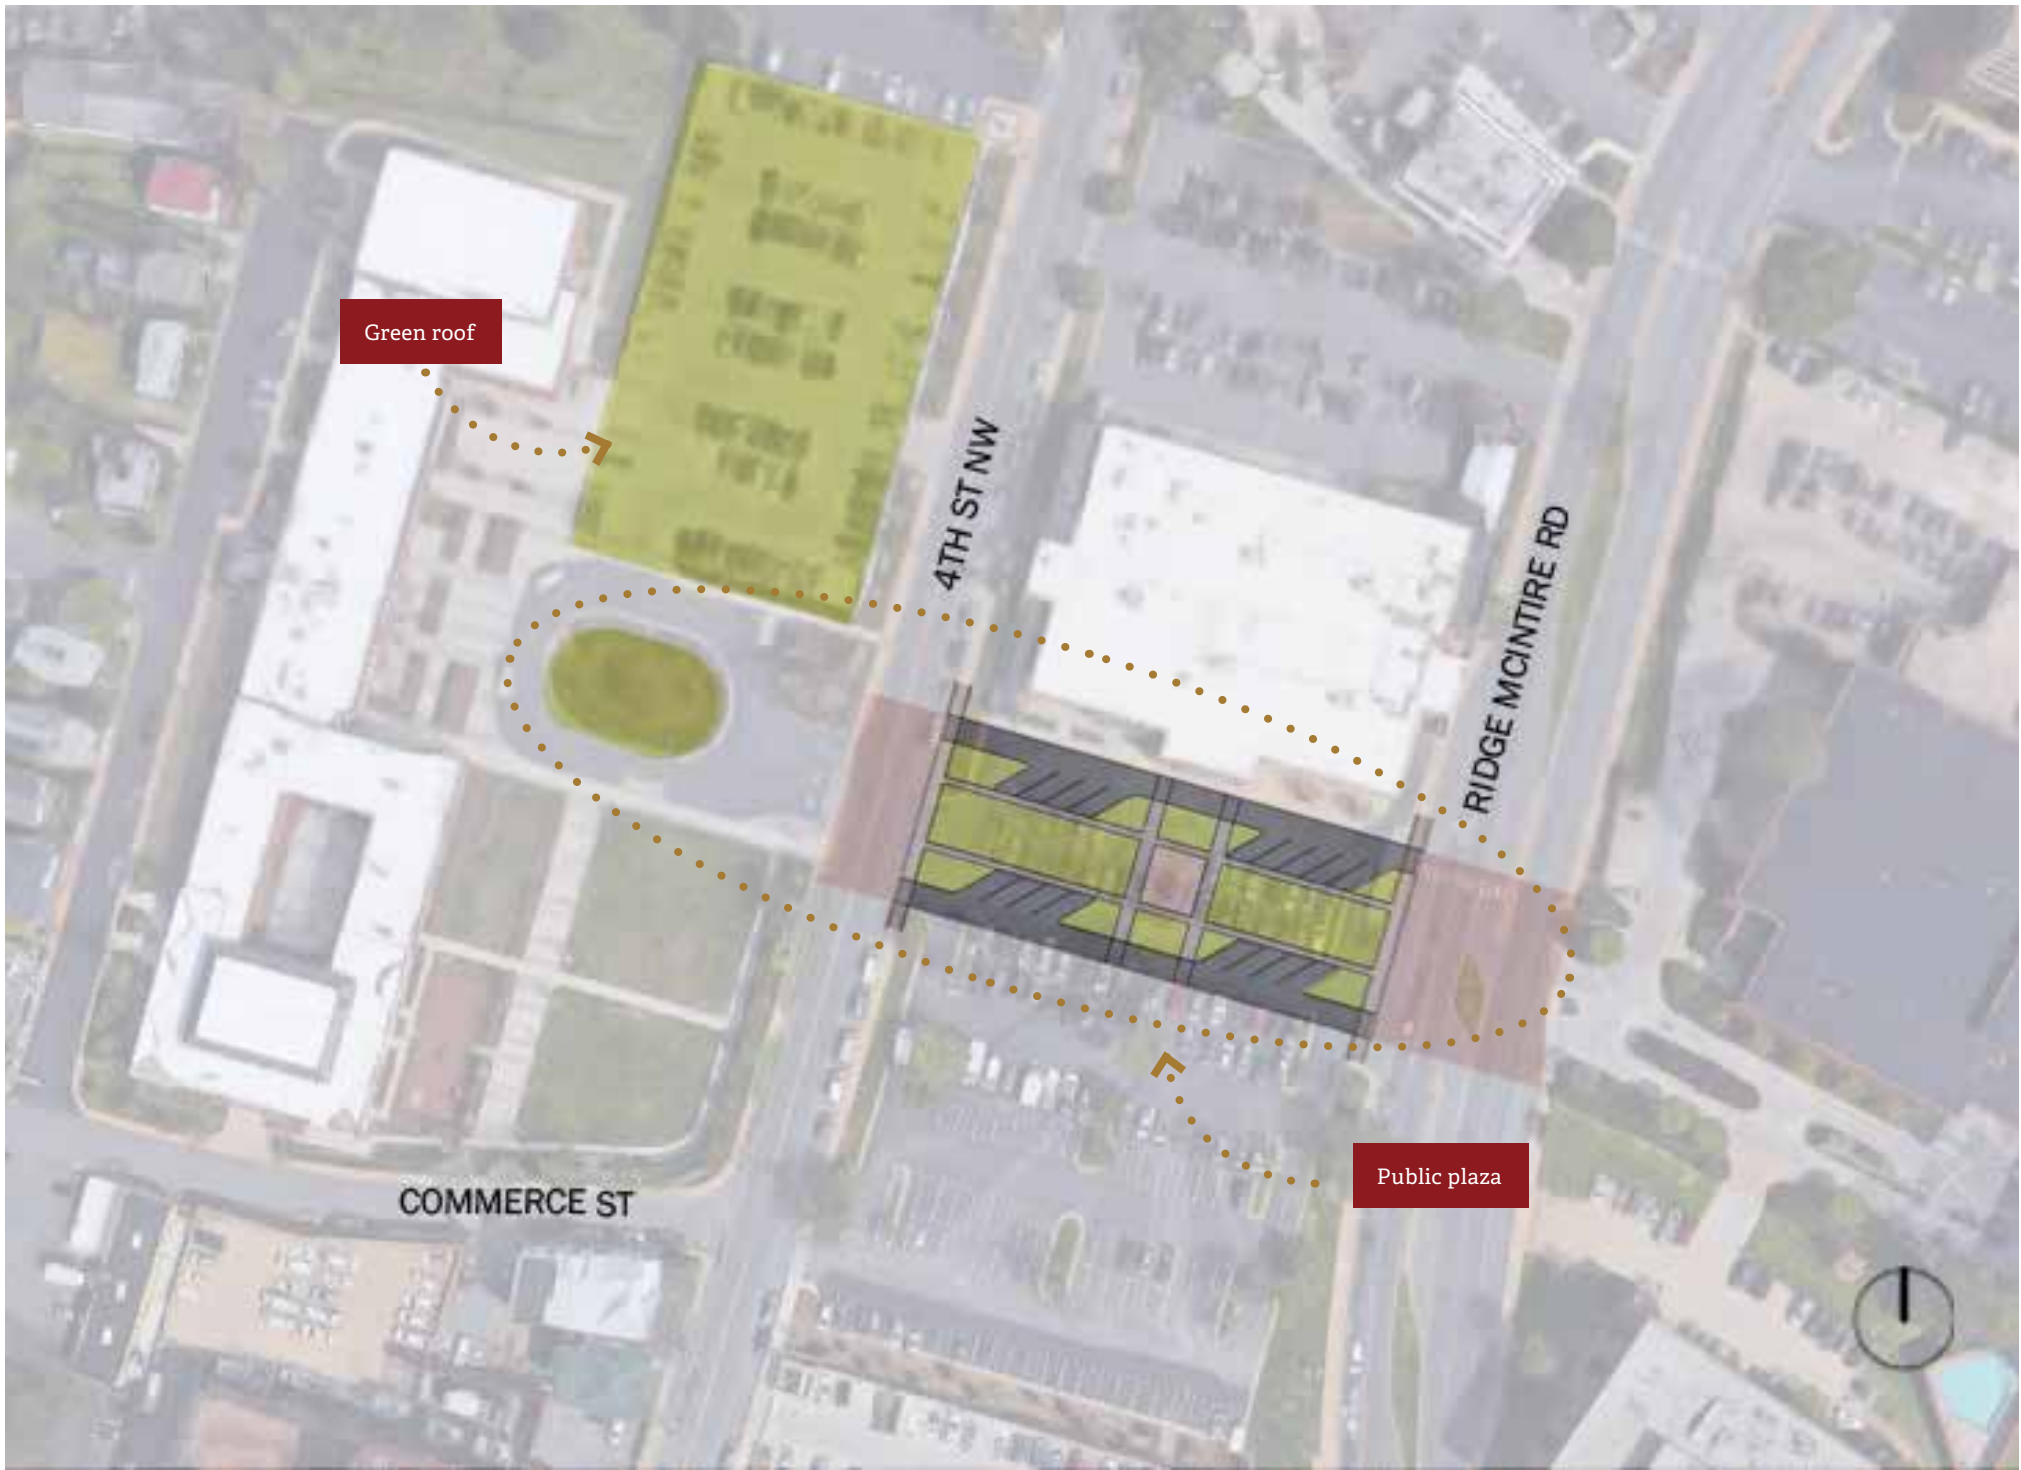 Green roof
4TH ST NW
RIDGE MCINTIRE RD
Public plaza
COMMERCE ST